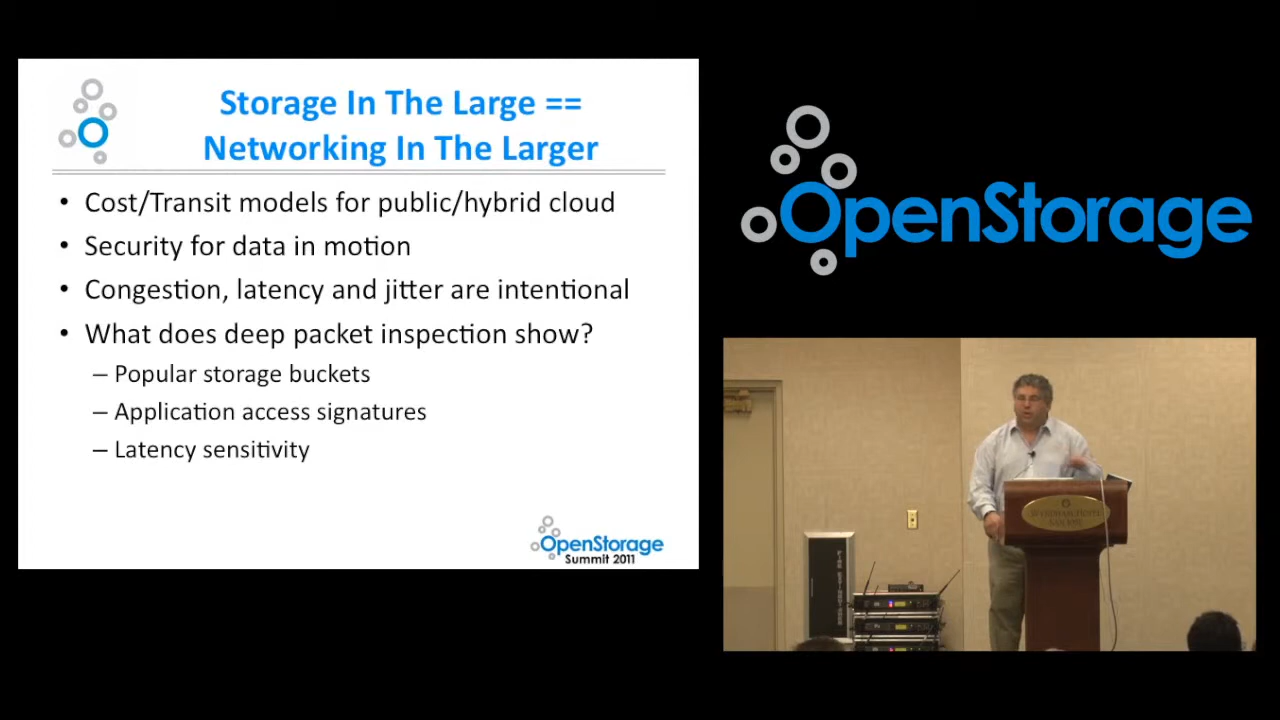 Storage In The Large ==
Networking In The Larger
• Cost/Transit models for public/hybrid cloud
• Security for data in motion
• Congestion, latency and jitter are intentional
• What does deep packet inspection show?
– Popular storage buckets
– Application access signatures
– Latency sensitivity
OpenStorage
Summit 2011
OpenStorage